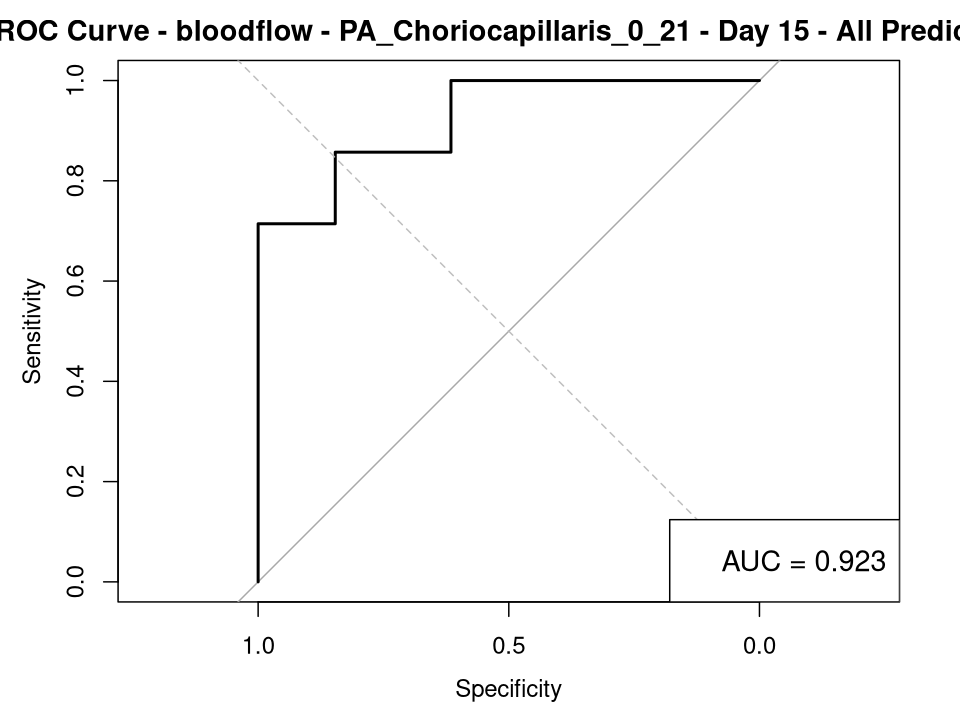 ROC Curve - bloodflow - PA_Choriocapillaris_0_21 - Day 15 - All Predic
1.0
0.8
0.6
0.4
0.2
0.0
Sensitivity
AUC = 0.923
1.0 0.5 0.0
Specificity